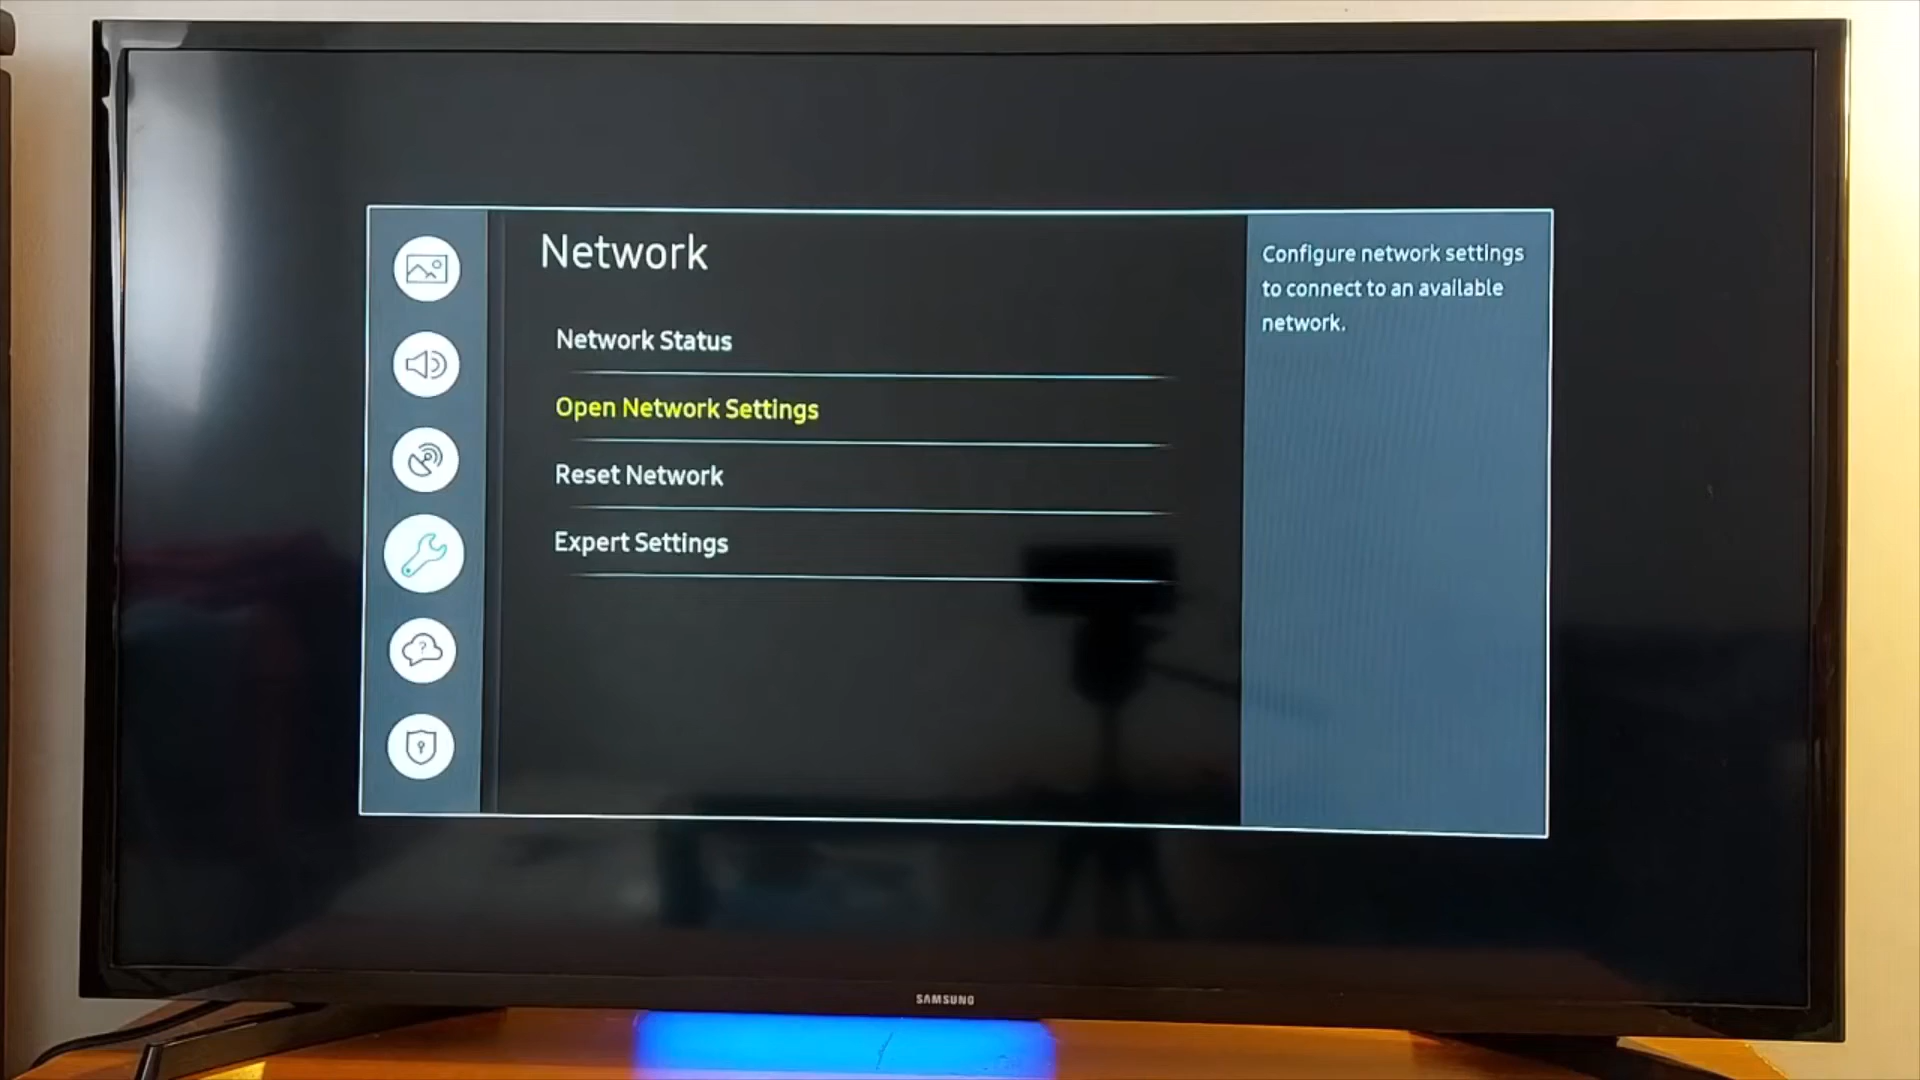 Network
Network Status
Open Network Settings
Reset Network
Expert Settings
Configure network settings
to connect to an available
network.
?
SAMSUNG